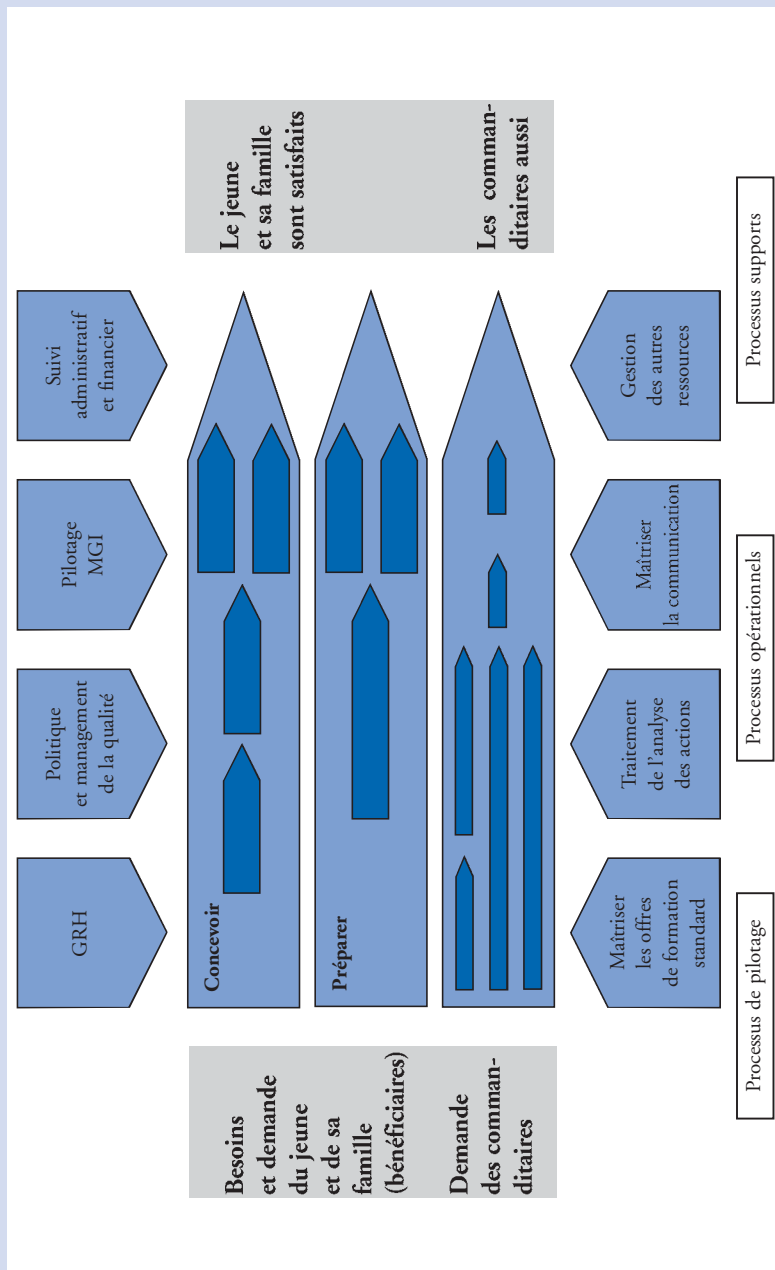 GRH
Politique
et management
de la qualité
Pilotage
MGI
Suivi
administratif
et financier
Besoins
et demande
du jeune
et de sa
famille
(bénéficiaires)
Demande
des comman-
ditaires
Concevoir
Préparer
Le jeune
et sa famille
sont satisfaits
Les comman-
ditaires aussi
Maîtriser
les offres
de formation
standard
Traitement
de l'analyse
des actions
Maîtriser
la communication
Gestion
des autres
ressources
Processus de pilotage
Processus opérationnels
Processus supports